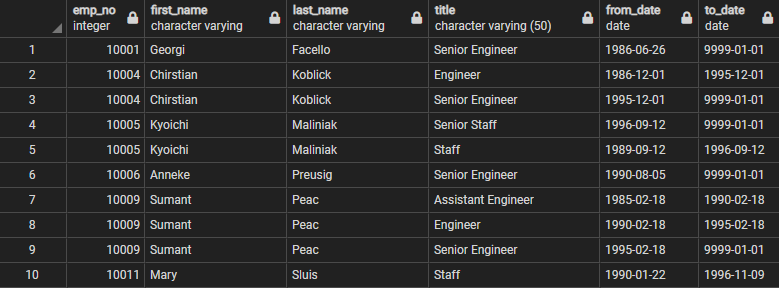 emp_no first_name last_name title from_date to_date
integer character varying character varying character varying (50) date date
1 10001 Georgi Facello Senior Engineer 1986-06-26 9999-01-01
2 10004 Chirstian Koblick Engineer 1986-12-01 1995-12-01
3 10004 Chirstian Koblick Senior Engineer 1995-12-01 9999-01-01
4 10005 Kyoichi Maliniak Senior Staff 1996-09-12 9999-01-01
5 10005 Kyoichi Maliniak Staff 1989-09-12 1996-09-12
6 10006 Anneke Preusig Senior Engineer 1990-08-05 9999-01-01
7 10009 Sumant Peac Assistant Engineer 1985-02-18 1990-02-18
8 10009 Sumant Peac Engineer 1990-02-18 1995-02-18
9 10009 Sumant Peac Senior Engineer 1995-02-18 9999-01-01
10 10011 Mary Sluis Staff 1990-01-22 1996-11-09